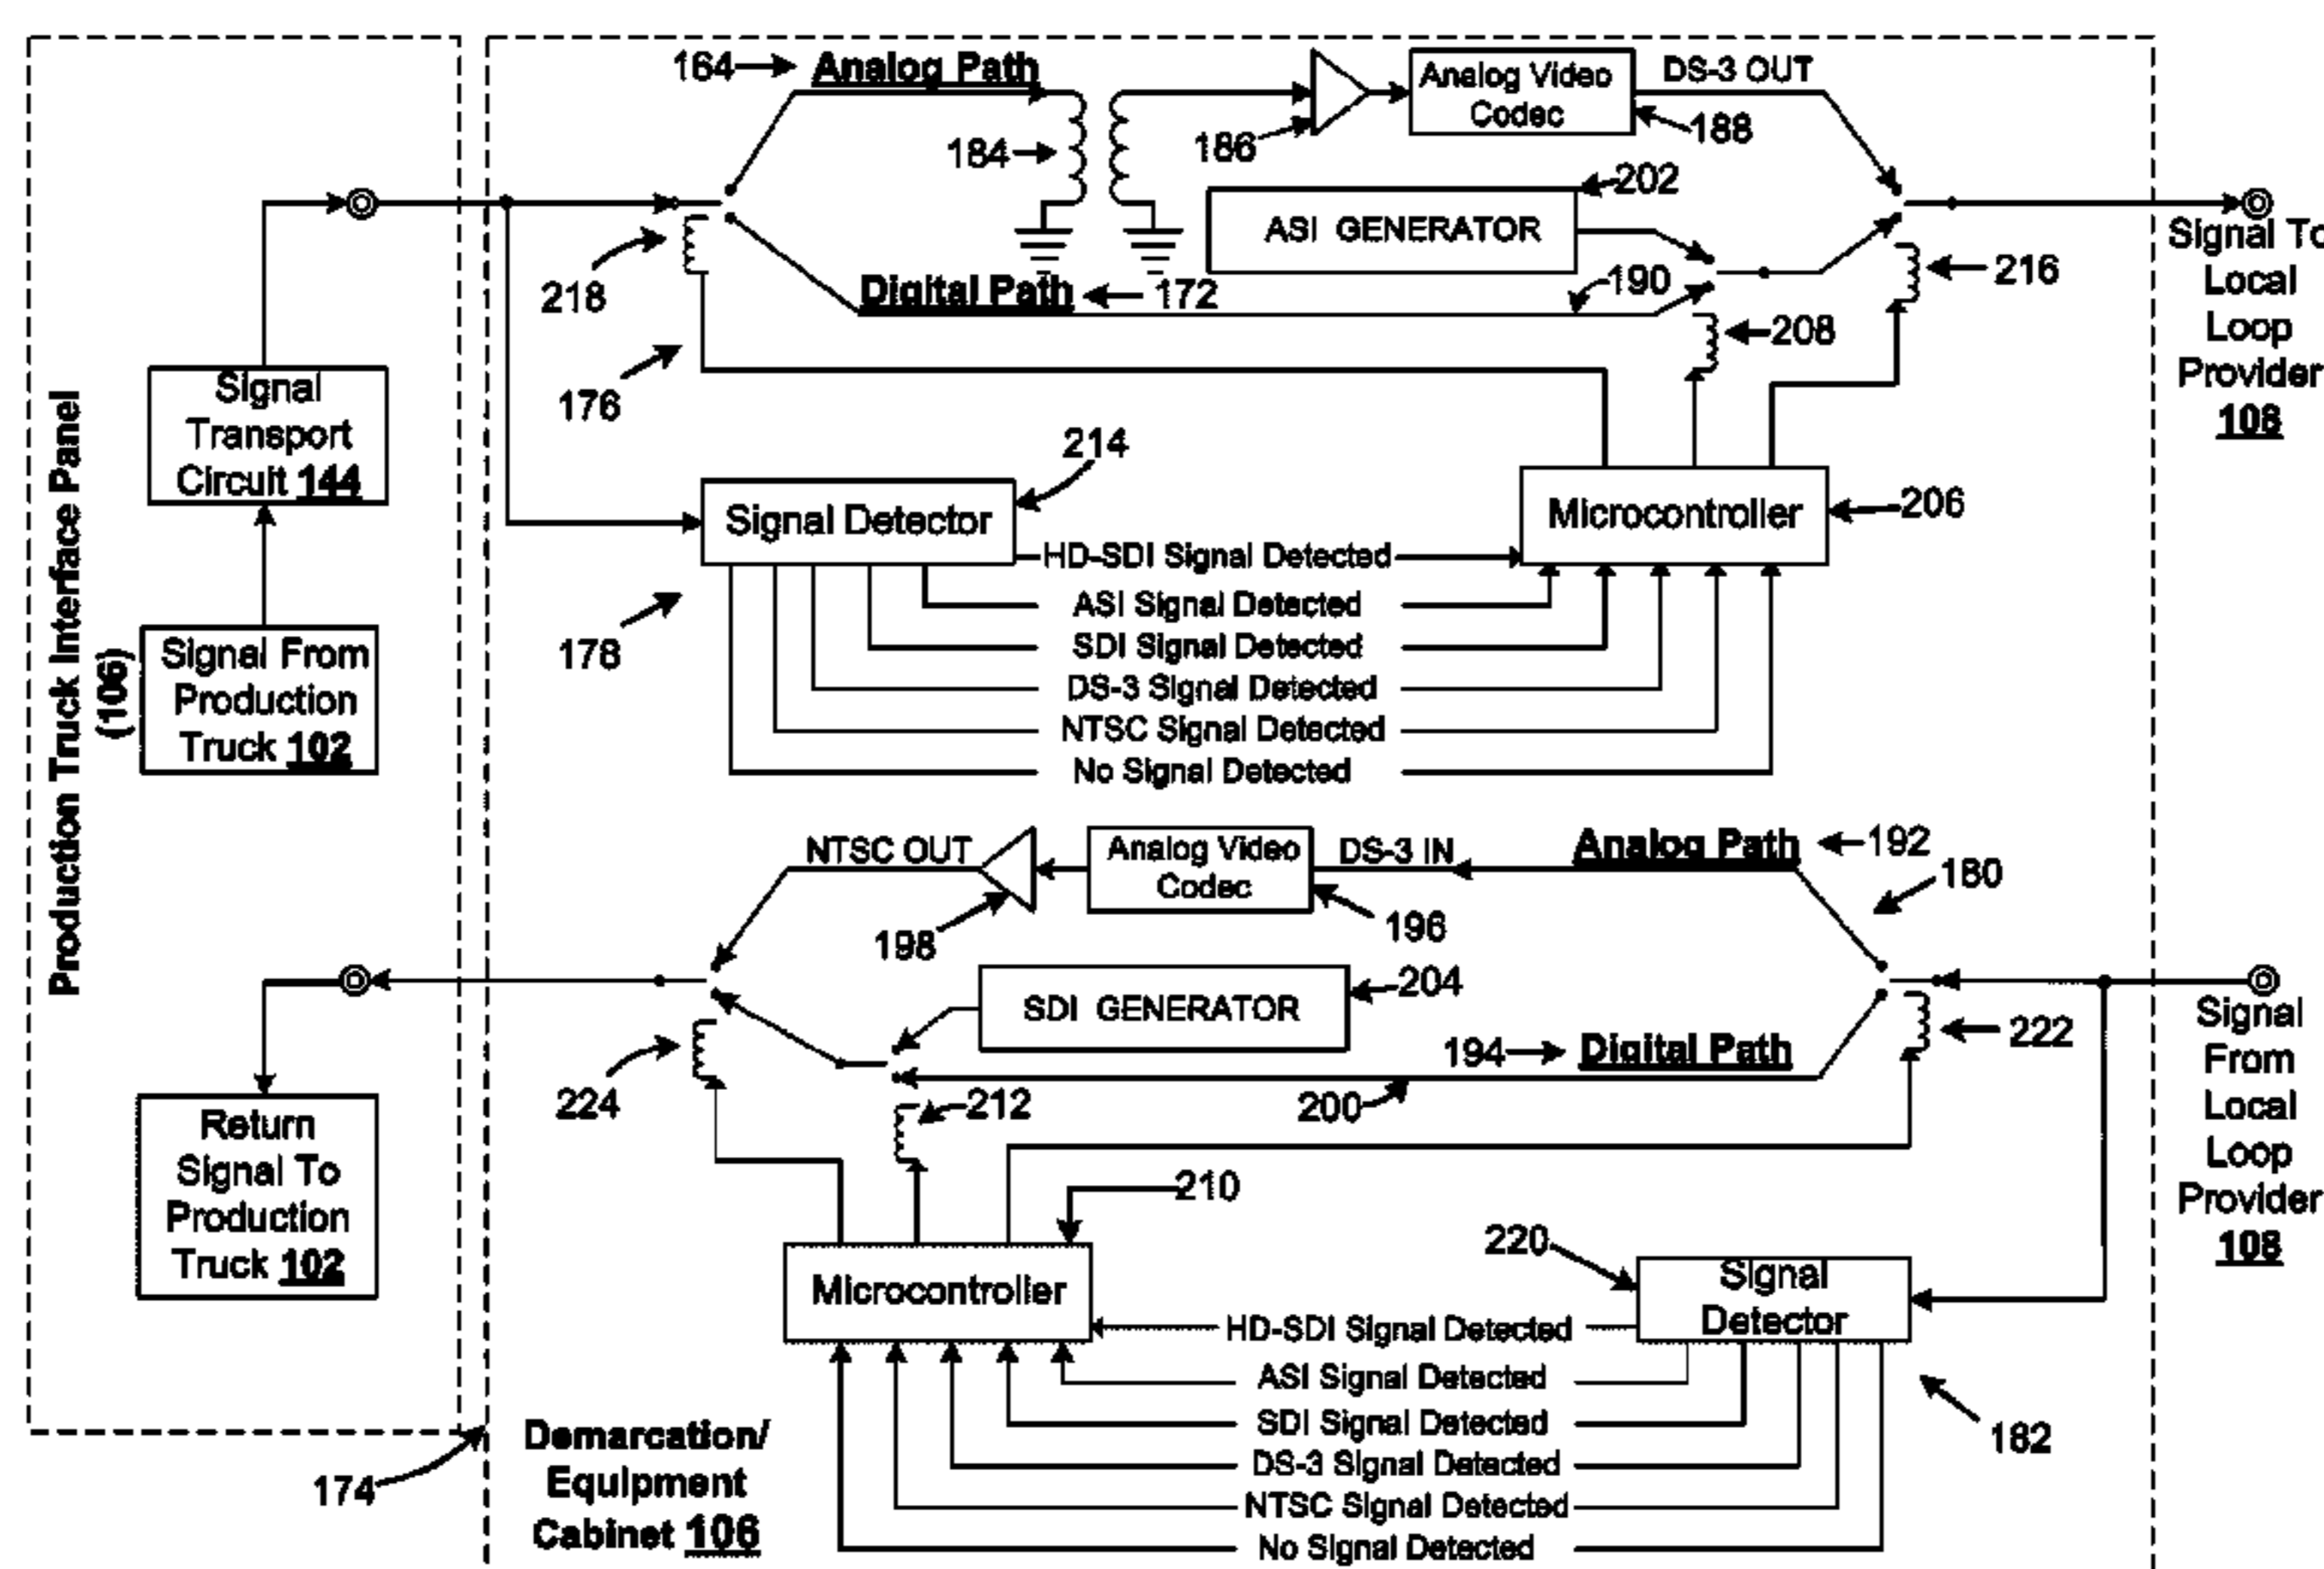 164
Analog Path
Analog Video
Codec
DS-3 OUT
188
184
186
202
ASI GENERATOR
Signal To
Local
Loop
Provider
108
218
Digital Path
172
190
216
208
176
Production Truck Interface Panel
(106)
Signal
Transport
Circuit 144
214
Signal Detector
Microcontroller
206
HD-SDI Signal Detected
ASI Signal Detected
SDI Signal Detected
DS-3 Signal Detected
NTSC Signal Detected
No Signal Detected
178
Signal From
Production
Truck 102
NTSC OUT
Analog Video
Codec
DS-3 IN
Analog Path
192
180
198
196
SDI GENERATOR
204
Signal
From
Local
Loop
Provider
108
222
194
Digital Path
224
212
200
Return
Signal To
Production
Truck 102
210
220
Microcontroller
Signal
Detector
HD-SDI Signal Detected
ASI Signal Detected
SDI Signal Detected
DS-3 Signal Detected
NTSC Signal Detected
No Signal Detected
182
174
Demarcation/
Equipment
Cabinet 106